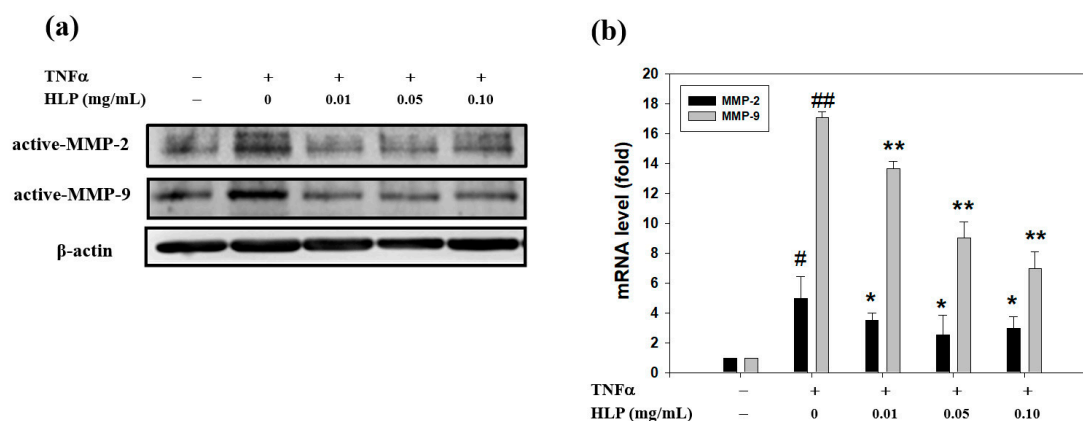 (a)
TNFα – + + + +
HLP (mg/mL) – 0 0.01 0.05 0.10
active-MMP-2
active-MMP-9
β-actin
(b)
mRNA level (fold)
20
18
16
14
12
10
8
6
4
2
0
MMP-2
MMP-9
# ## * ** * ** * **
TNFα – + + + +
HLP (mg/mL) – 0 0.01 0.05 0.10